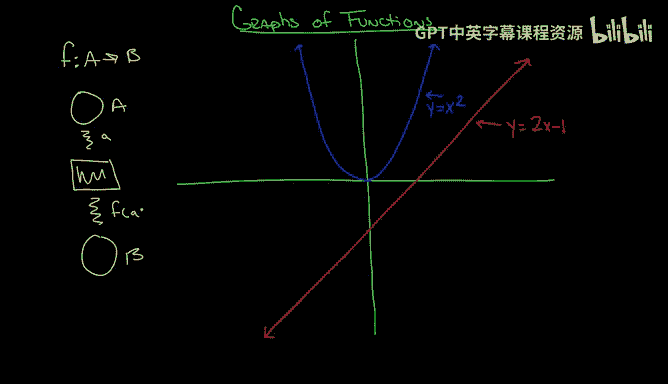 Graphs of Functions
GPT中英字幕课程资源 bilibili
f: A → B
A
a
f(a
B
y=x²
y=2x-1